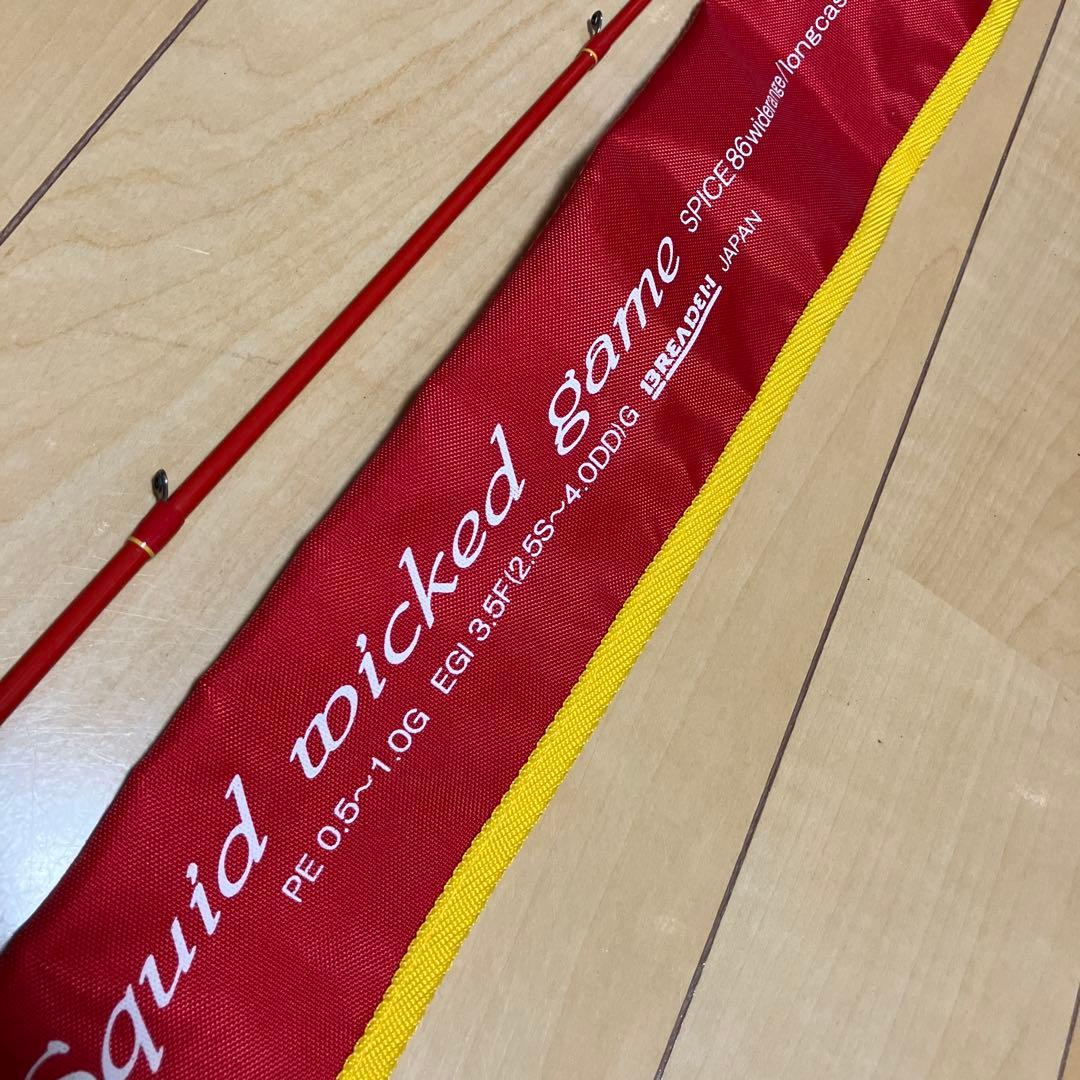 Squid wicked game SPICE 86widerange/longcas
PE 0.5~1.0G EGI 3.5F(2.5S~4.0DD)G BREADEN JAPAN